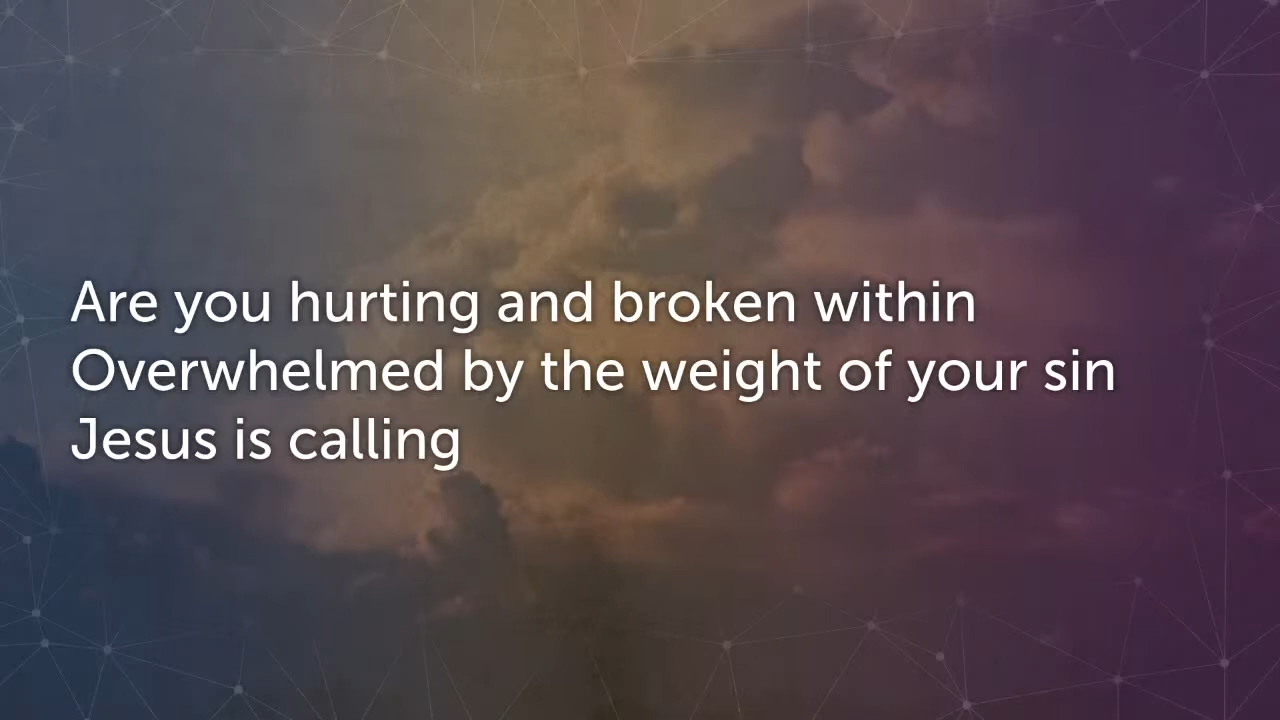 Are you hurting and broken within
Overwhelmed by the weight of your sin
Jesus is calling